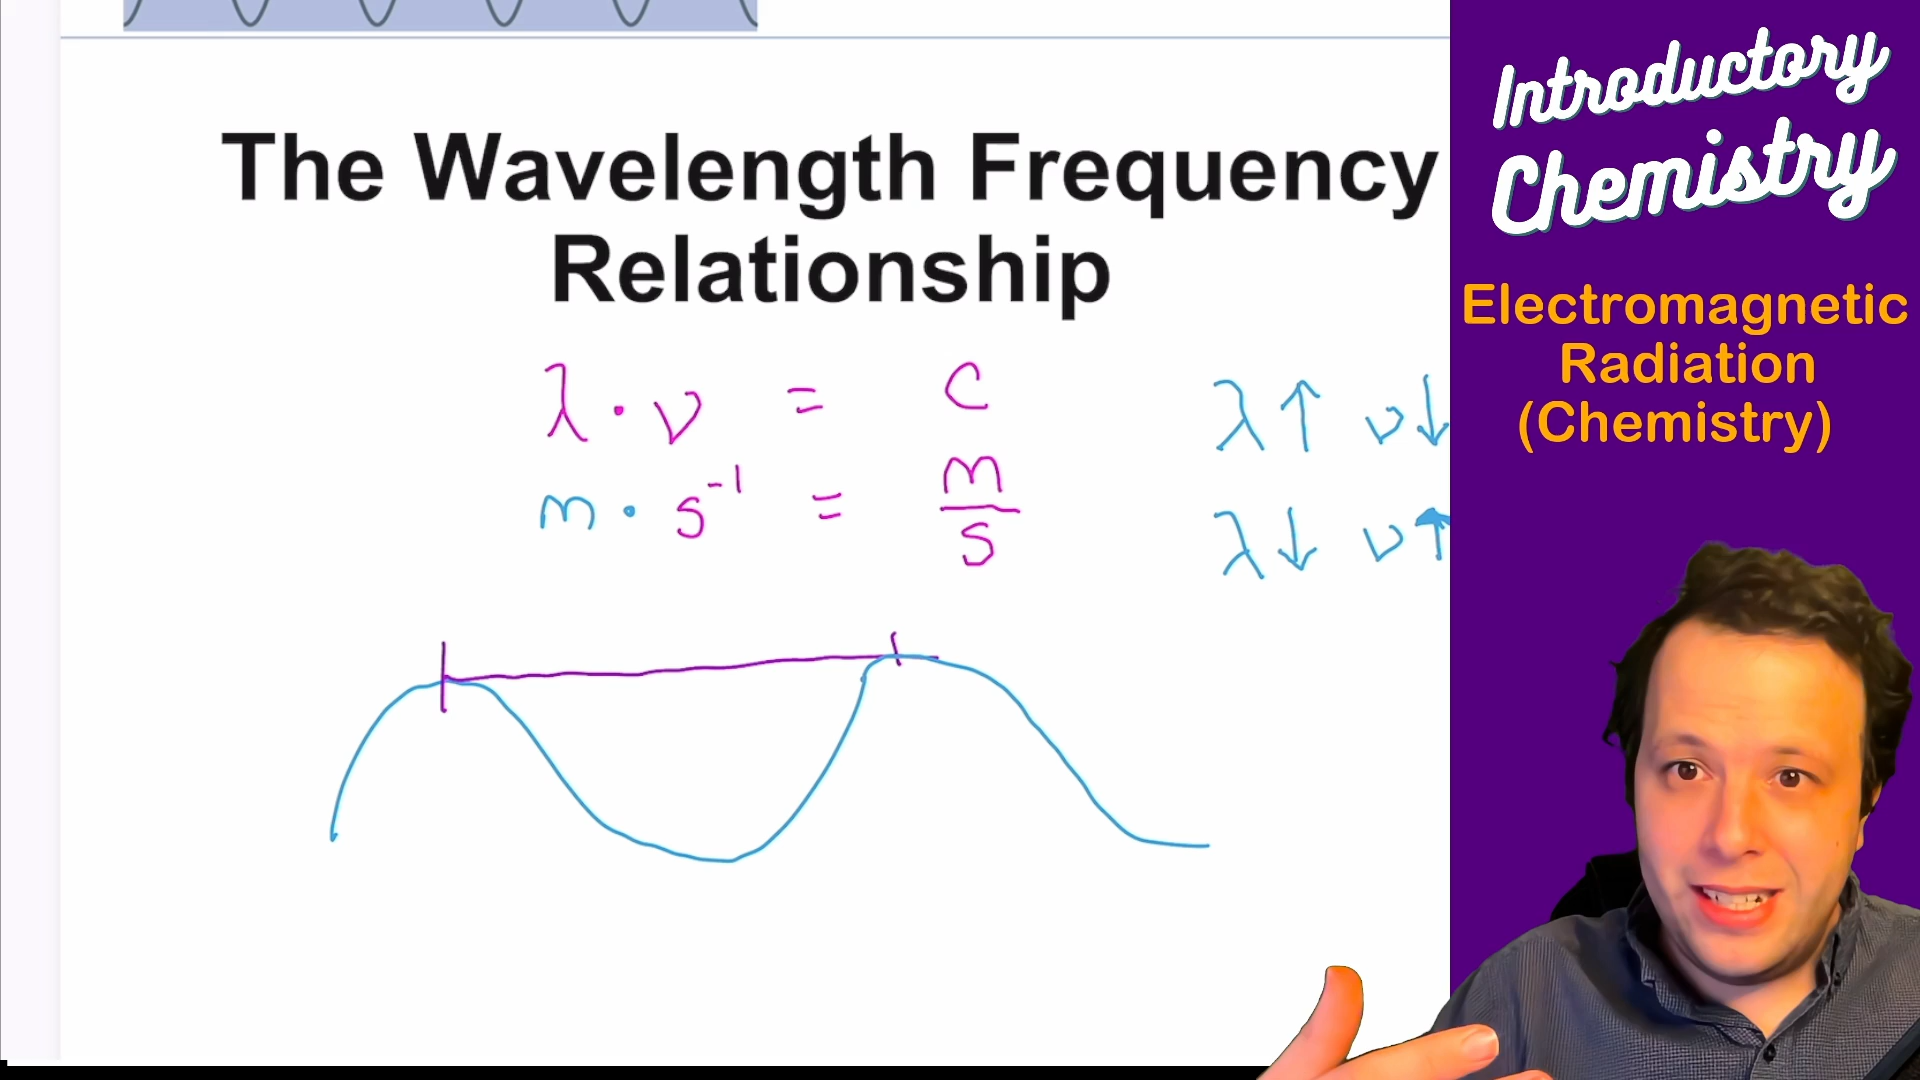 The Wavelength Frequency
Relationship
λ · ν = c
m · s⁻¹ = m/s
λ↑ ν↓
λ↓ ν↑
Introductory
Chemistry
Electromagnetic
Radiation
(Chemistry)